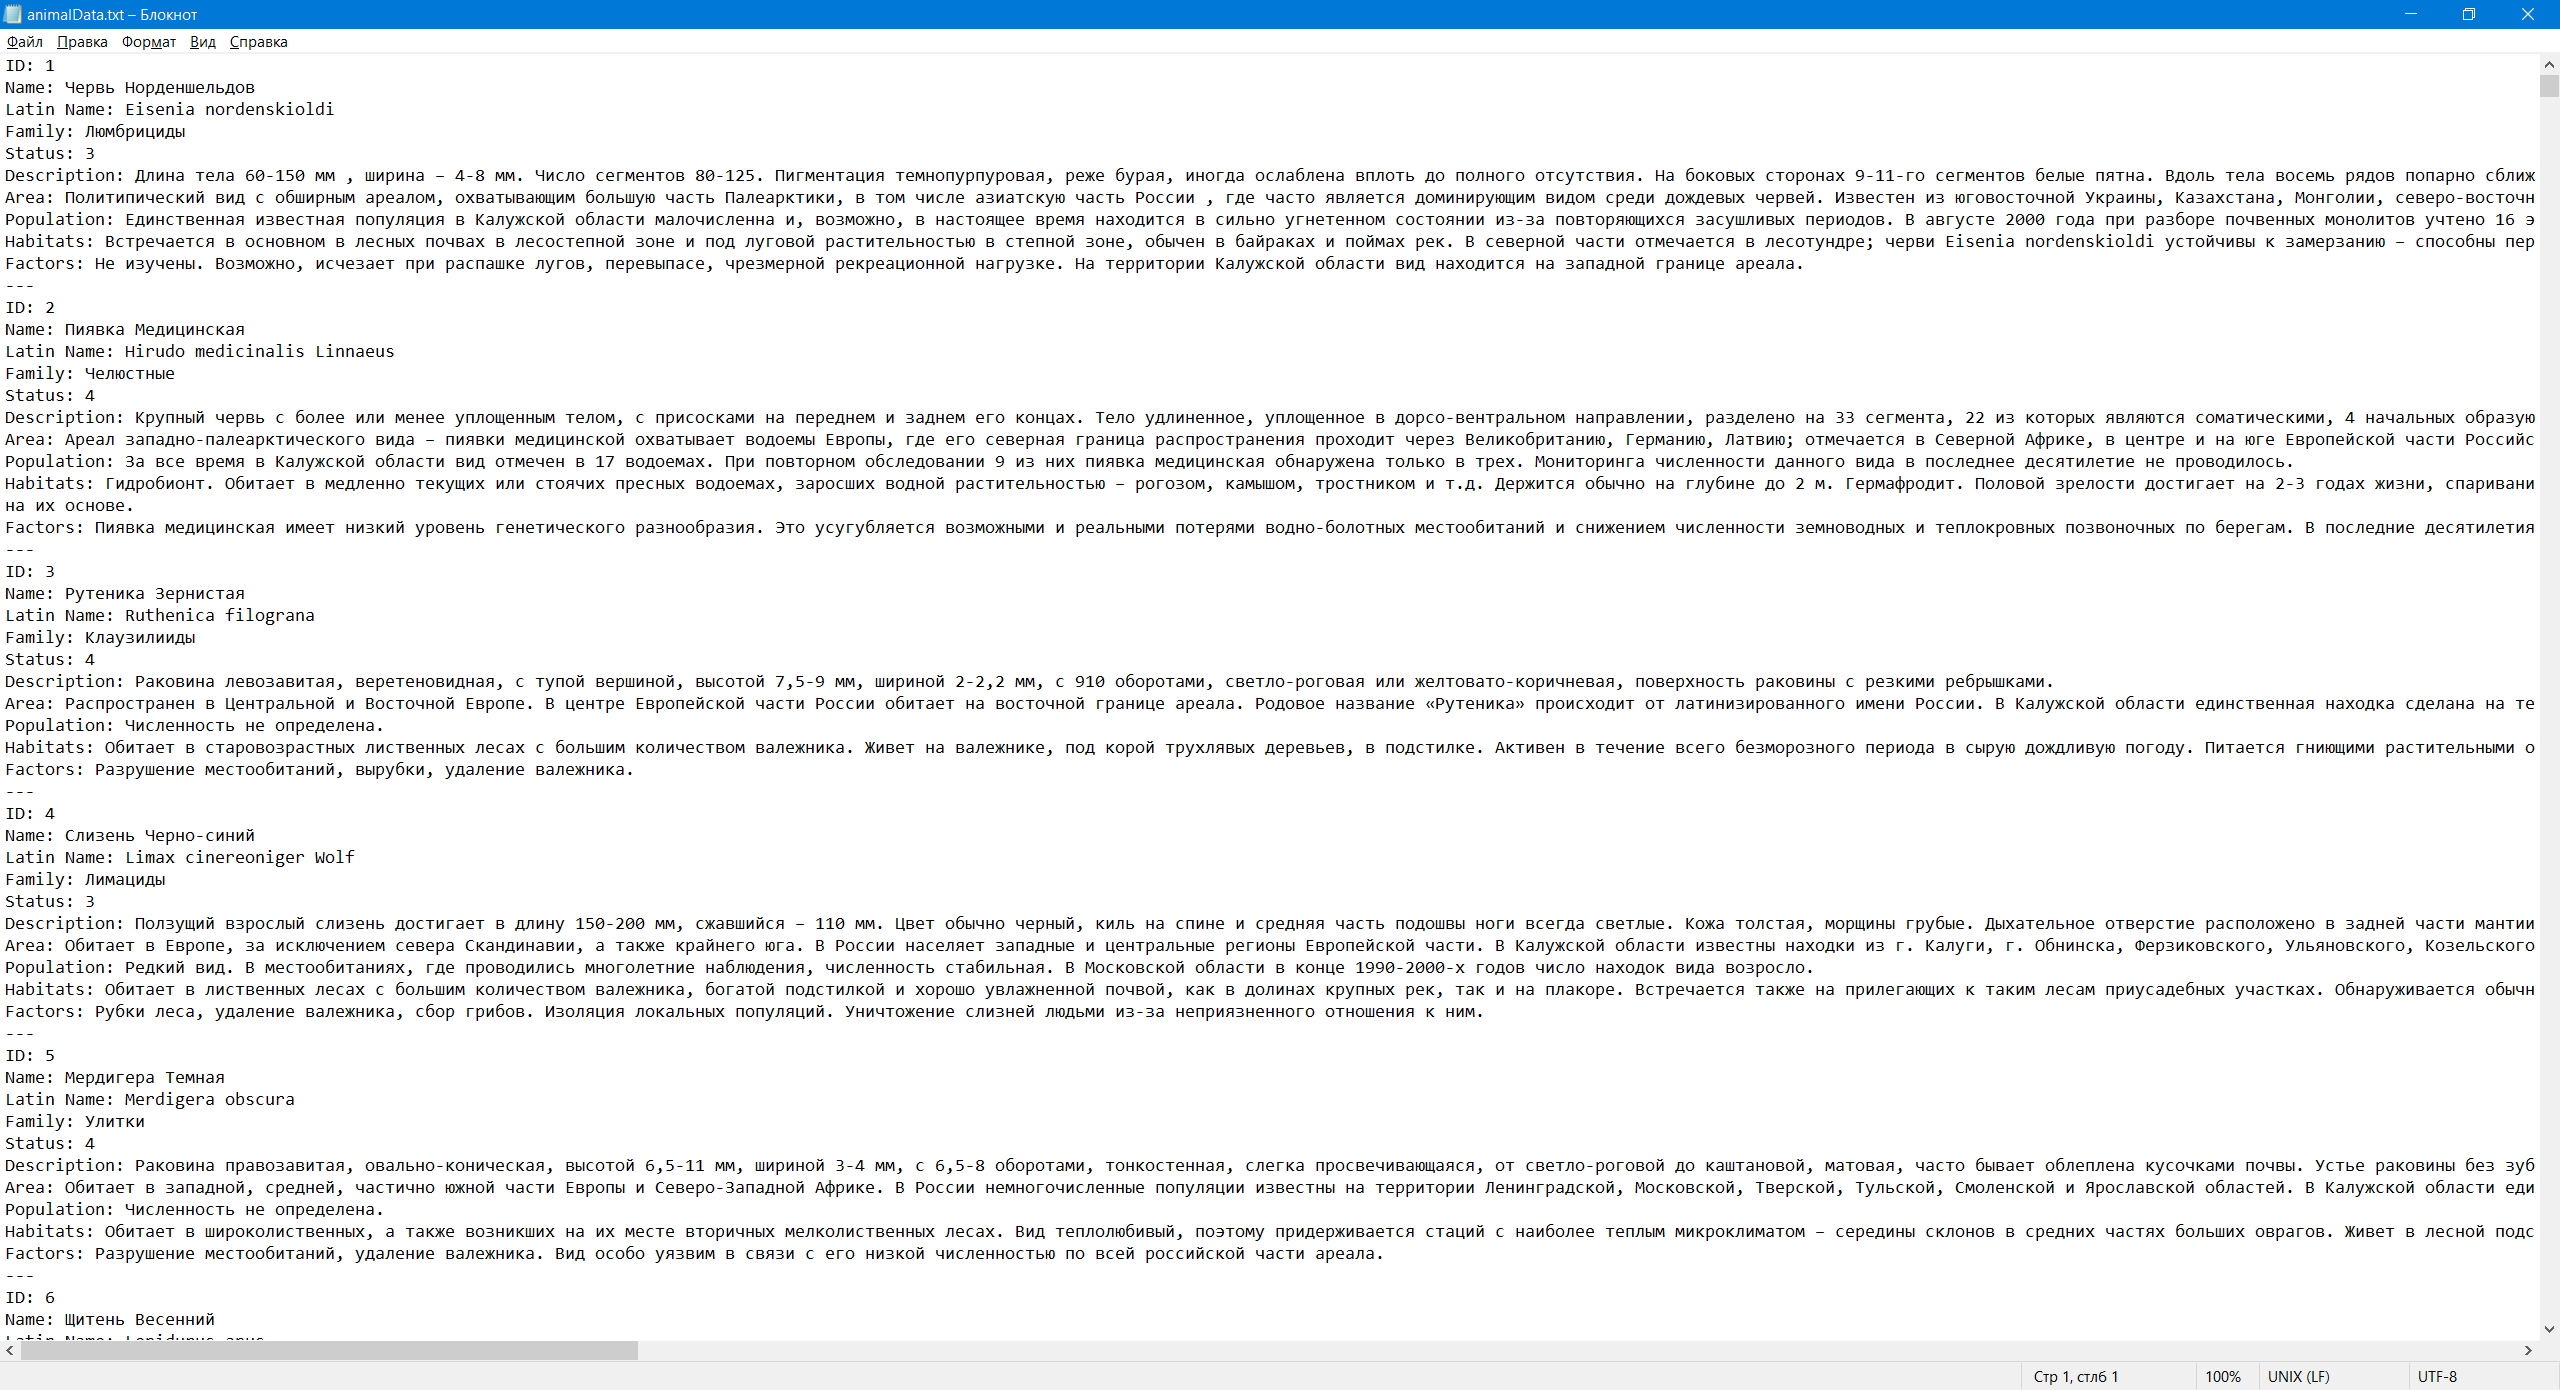 animalData.txt – Блокнот
Файл Правка Формат Вид Справка
ID: 1
Name: Червь Норденшельдов
Latin Name: Eisenia nordenskioldi
Family: Люмбрициды
Status: 3
Description: Длина тела 60-150 мм , ширина – 4-8 мм. Число сегментов 80-125. Пигментация темнопурпуровая, реже бурая, иногда ослаблена вплоть до полного отсутствия. На боковых сторонах 9-11-го сегментов белые пятна. Вдоль тела восемь рядов попарно сближ
Area: Политипический вид с обширным ареалом, охватывающим большую часть Палеарктики, в том числе азиатскую часть России , где часто является доминирующим видом среди дождевых червей. Известен из юговосточной Украины, Казахстана, Монголии, северо-восточн
Population: Единственная известная популяция в Калужской области малочисленна и, возможно, в настоящее время находится в сильно угнетенном состоянии из-за повторяющихся засушливых периодов. В августе 2000 года при разборе почвенных монолитов учтено 16 э
Habitats: Встречается в основном в лесных почвах в лесостепной зоне и под луговой растительностью в степной зоне, обычен в байраках и поймах рек. В северной части отмечается в лесотундре; черви Eisenia nordenskioldi устойчивы к замерзанию – способны пер
Factors: Не изучены. Возможно, исчезает при распашке лугов, перевыпасе, чрезмерной рекреационной нагрузке. На территории Калужской области вид находится на западной границе ареала.
---
ID: 2
Name: Пиявка Медицинская
Latin Name: Hirudo medicinalis Linnaeus
Family: Челюстные
Status: 4
Description: Крупный червь с более или менее уплощенным телом, с присосками на переднем и заднем его концах. Тело удлиненное, уплощенное в дорсо-вентральном направлении, разделено на 33 сегмента, 22 из которых являются соматическими, 4 начальных образую
Area: Ареал западно-палеарктического вида – пиявки медицинской охватывает водоемы Европы, где его северная граница распространения проходит через Великобританию, Германию, Латвию; отмечается в Северной Африке, в центре и на юге Европейской части Российс
Population: За все время в Калужской области вид отмечен в 17 водоемах. При повторном обследовании 9 из них пиявка медицинская обнаружена только в трех. Мониторинга численности данного вида в последнее десятилетие не проводилось.
Habitats: Гидробионт. Обитает в медленно текущих или стоячих пресных водоемах, заросших водной растительностью – рогозом, камышом, тростником и т.д. Держится обычно на глубине до 2 м. Гермафродит. Половой зрелости достигает на 2-3 годах жизни, спаривани
на их основе.
Factors: Пиявка медицинская имеет низкий уровень генетического разнообразия. Это усугубляется возможными и реальными потерями водно-болотных местообитаний и снижением численности земноводных и теплокровных позвоночных по берегам. В последние десятилетия
---
ID: 3
Name: Рутеника Зернистая
Latin Name: Ruthenica filograna
Family: Клаузилииды
Status: 4
Description: Раковина левозавитая, веретеновидная, с тупой вершиной, высотой 7,5-9 мм, шириной 2-2,2 мм, с 910 оборотами, светло-роговая или желтовато-коричневая, поверхность раковины с резкими ребрышками.
Area: Распространен в Центральной и Восточной Европе. В центре Европейской части России обитает на восточной границе ареала. Родовое название «Рутеника» происходит от латинизированного имени России. В Калужской области единственная находка сделана на те
Population: Численность не определена.
Habitats: Обитает в старовозрастных лиственных лесах с большим количеством валежника. Живет на валежнике, под корой трухлявых деревьев, в подстилке. Активен в течение всего безморозного периода в сырую дождливую погоду. Питается гниющими растительными о
Factors: Разрушение местообитаний, вырубки, удаление валежника.
---
ID: 4
Name: Слизень Черно-синий
Latin Name: Limax cinereoniger Wolf
Family: Лимациды
Status: 3
Description: Ползущий взрослый слизень достигает в длину 150-200 мм, сжавшийся – 110 мм. Цвет обычно черный, киль на спине и средняя часть подошвы ноги всегда светлые. Кожа толстая, морщины грубые. Дыхательное отверстие расположено в задней части мантии
Area: Обитает в Европе, за исключением севера Скандинавии, а также крайнего юга. В России населяет западные и центральные регионы Европейской части. В Калужской области известны находки из г. Калуги, г. Обнинска, Ферзиковского, Ульяновского, Козельского
Population: Редкий вид. В местообитаниях, где проводились многолетние наблюдения, численность стабильная. В Московской области в конце 1990-2000-х годов число находок вида возросло.
Habitats: Обитает в лиственных лесах с большим количеством валежника, богатой подстилкой и хорошо увлажненной почвой, как в долинах крупных рек, так и на плакоре. Встречается также на прилегающих к таким лесам приусадебных участках. Обнаруживается обычн
Factors: Рубки леса, удаление валежника, сбор грибов. Изоляция локальных популяций. Уничтожение слизней людьми из-за неприязненного отношения к ним.
---
ID: 5
Name: Мердигера Темная
Latin Name: Merdigera obscura
Family: Улитки
Status: 4
Description: Раковина правозавитая, овально-коническая, высотой 6,5-11 мм, шириной 3-4 мм, с 6,5-8 оборотами, тонкостенная, слегка просвечивающаяся, от светло-роговой до каштановой, матовая, часто бывает облеплена кусочками почвы. Устье раковины без зуб
Area: Обитает в западной, средней, частично южной части Европы и Северо-Западной Африке. В России немногочисленные популяции известны на территории Ленинградской, Московской, Тверской, Тульской, Смоленской и Ярославской областей. В Калужской области еди
Population: Численность не определена.
Habitats: Обитает в широколиственных, а также возникших на их месте вторичных мелколиственных лесах. Вид теплолюбивый, поэтому придерживается стаций с наиболее теплым микроклиматом – середины склонов в средних частях больших оврагов. Живет в лесной подс
Factors: Разрушение местообитаний, удаление валежника. Вид особо уязвим в связи с его низкой численностью по всей российской части ареала.
---
ID: 6
Name: Щитень Весенний
Latin Name: Lepidurus apus
Стр 1, стлб 1 100% UNIX (LF) UTF-8